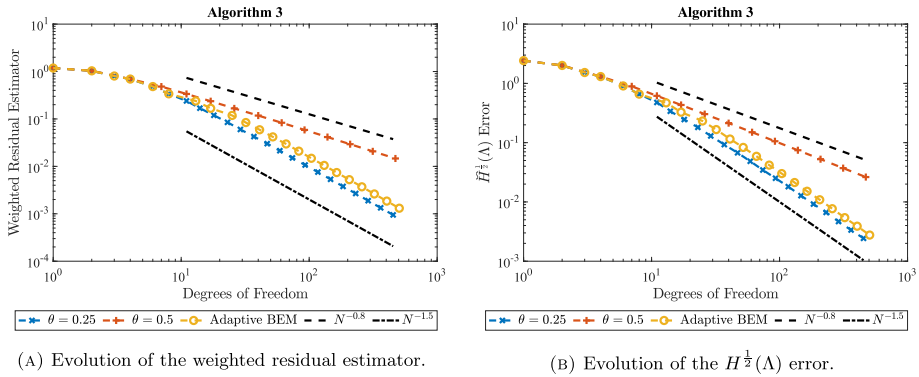 Algorithm 3
Weighted Residual Estimator
10^1
10^0
10^-1
10^-2
10^-3
10^-4
10^0
10^1
10^2
10^3
Degrees of Freedom
θ = 0.25
θ = 0.5
Adaptive BEM
N^−0.8
N^−1.5
(A) Evolution of the weighted residual estimator.
Algorithm 3
H̃^½(Λ) Error
10^1
10^0
10^-1
10^-2
10^-3
10^0
10^1
10^2
10^3
Degrees of Freedom
θ = 0.25
θ = 0.5
Adaptive BEM
N^−0.8
N^−1.5
(B) Evolution of the H^½(Λ) error.